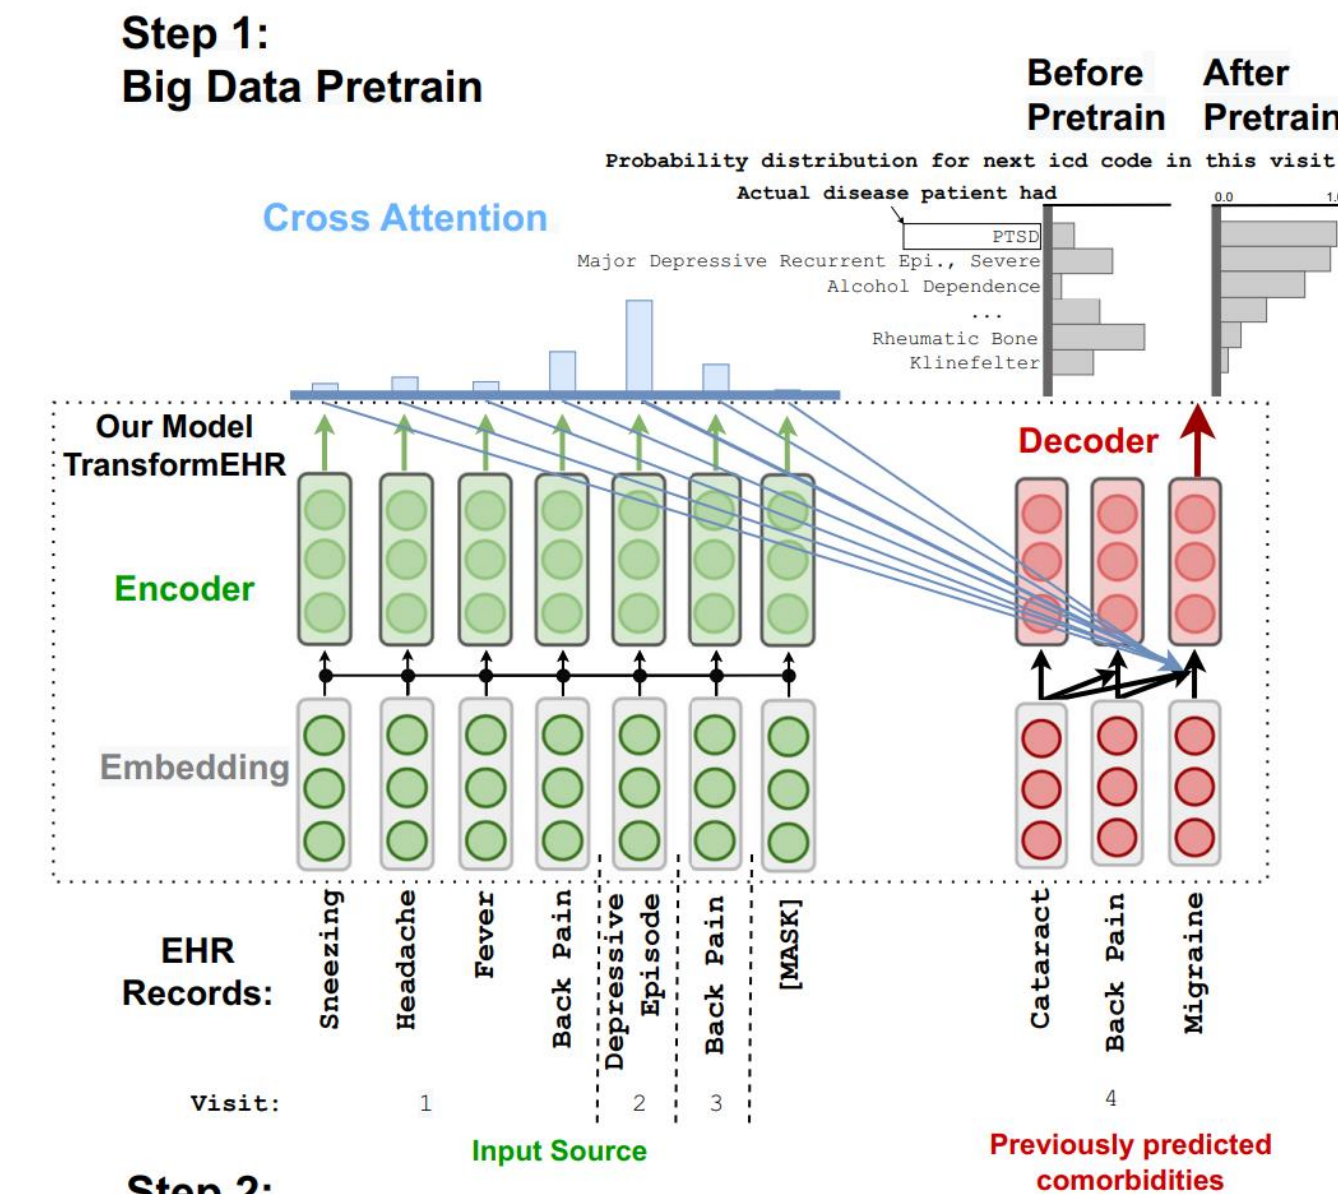 Step 1:
Big Data Pretrain
Before
Pretrain
After
Pretrain
Probability distribution for next icd code in this visit
Actual disease patient had
Cross Attention
0.0
PTSD
Major Depressive Recurrent Epi., Severe
Alcohol Dependence
...
Rheumatic Bone
Klinefelter
Our Model
TransformEHR
Decoder
Encoder
Embedding
EHR
Records:
Sneezing
Headache
Fever
Back Pain
Depressive
Episode
Back Pain
[MASK]
Cataract
Back Pain
Migraine
Visit:
1
2
3
4
Input Source
Previously predicted
comorbidities
Step 2: